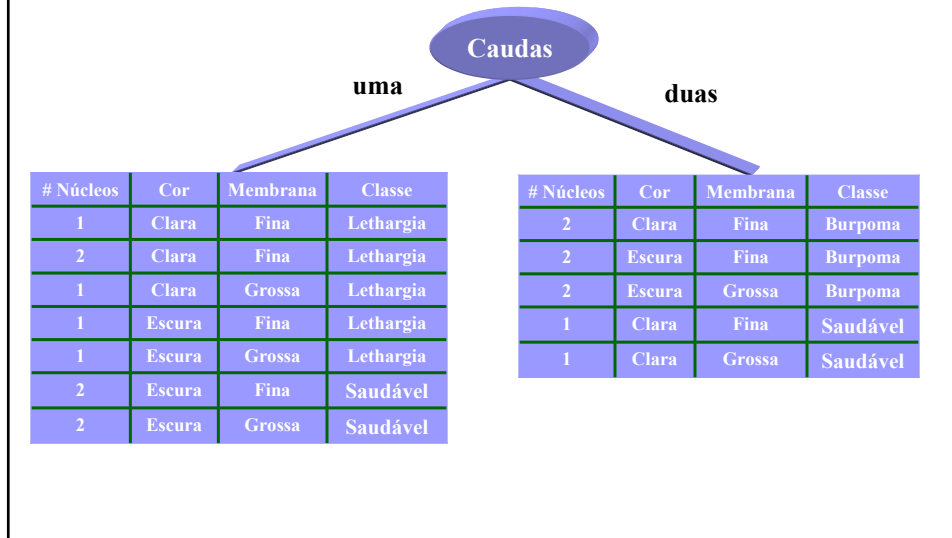 Caudas
uma
duas
# Núcleos Cor Membrana Classe
1 Clara Fina Lethargia
2 Clara Fina Lethargia
1 Clara Grossa Lethargia
1 Escura Fina Lethargia
1 Escura Grossa Lethargia
2 Escura Fina Saudável
2 Escura Grossa Saudável
# Núcleos Cor Membrana Classe
2 Clara Fina Burpoma
2 Escura Fina Burpoma
2 Escura Grossa Burpoma
1 Clara Fina Saudável
1 Clara Grossa Saudável